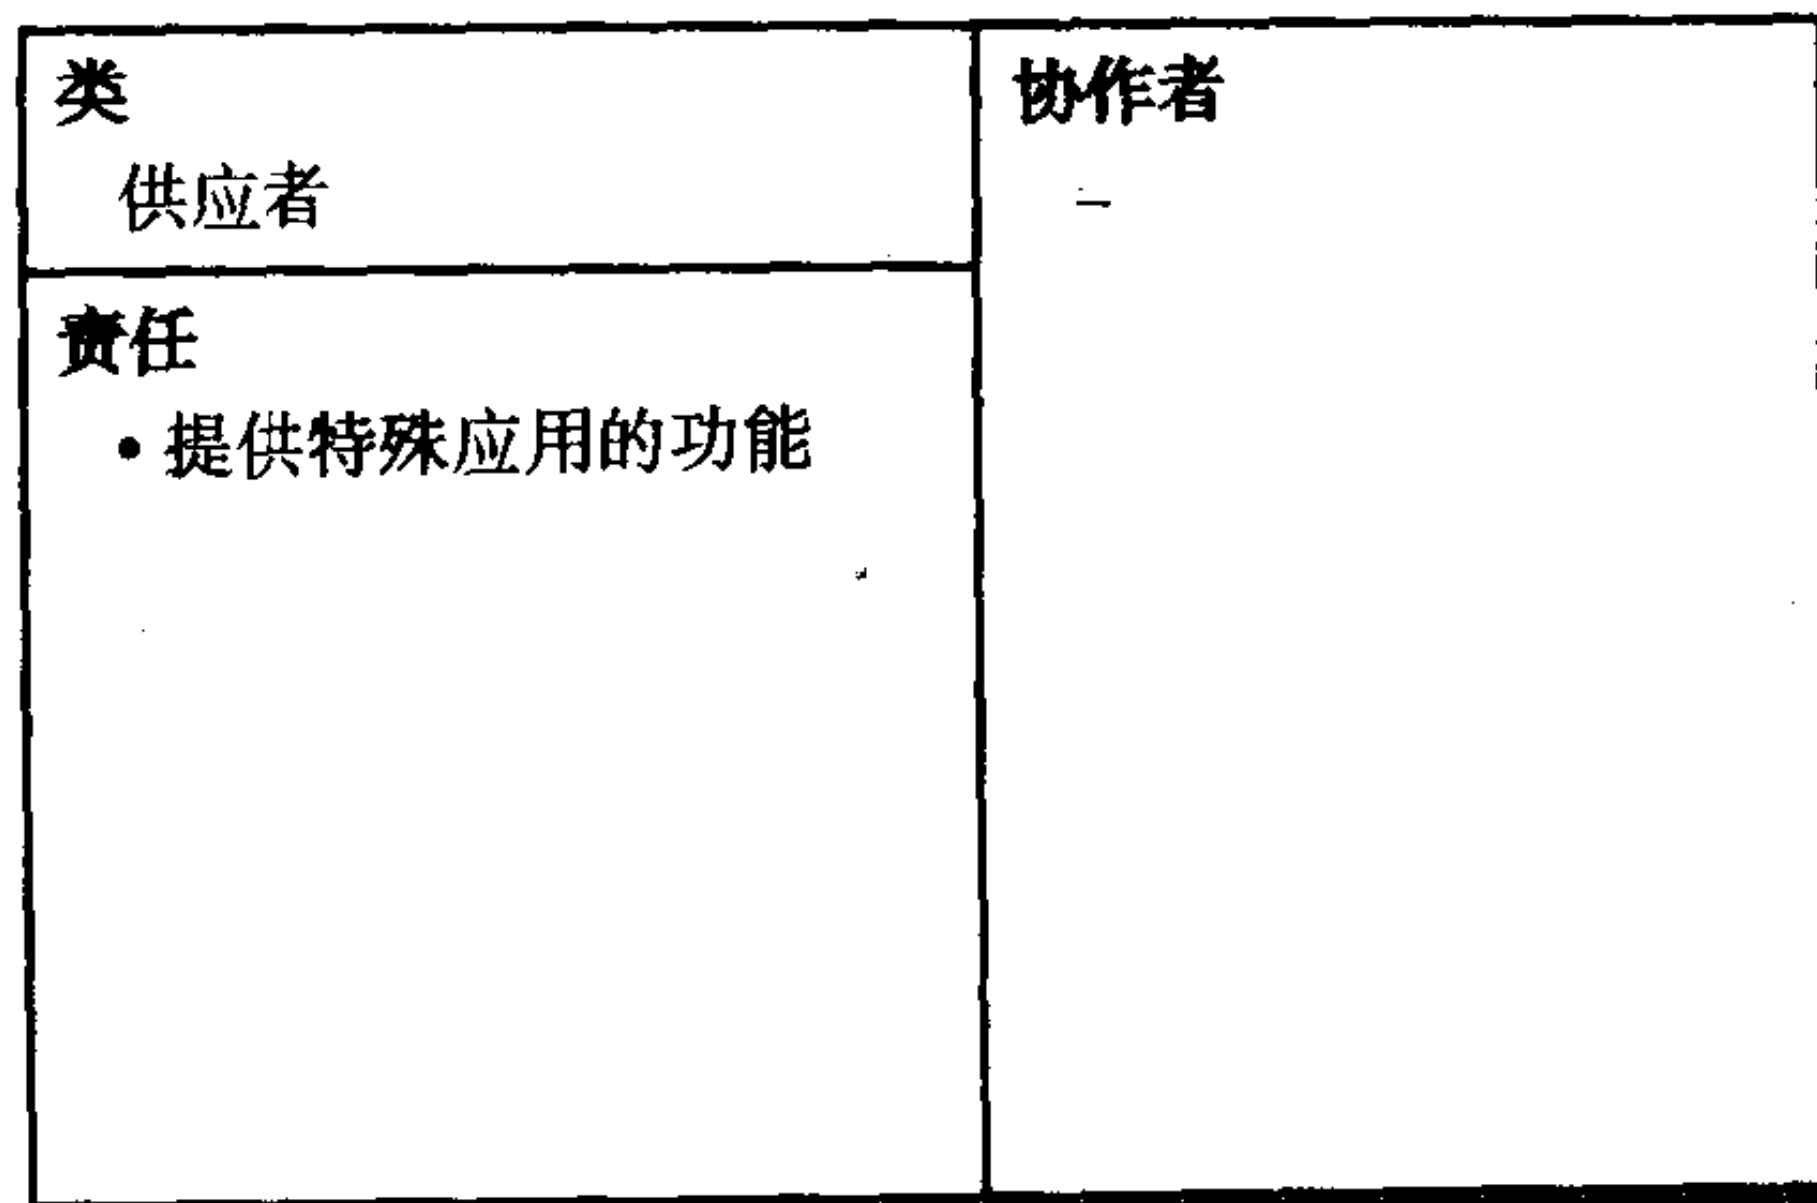 类
供应者
责任
• 提供特殊应用的功能
协作者
—